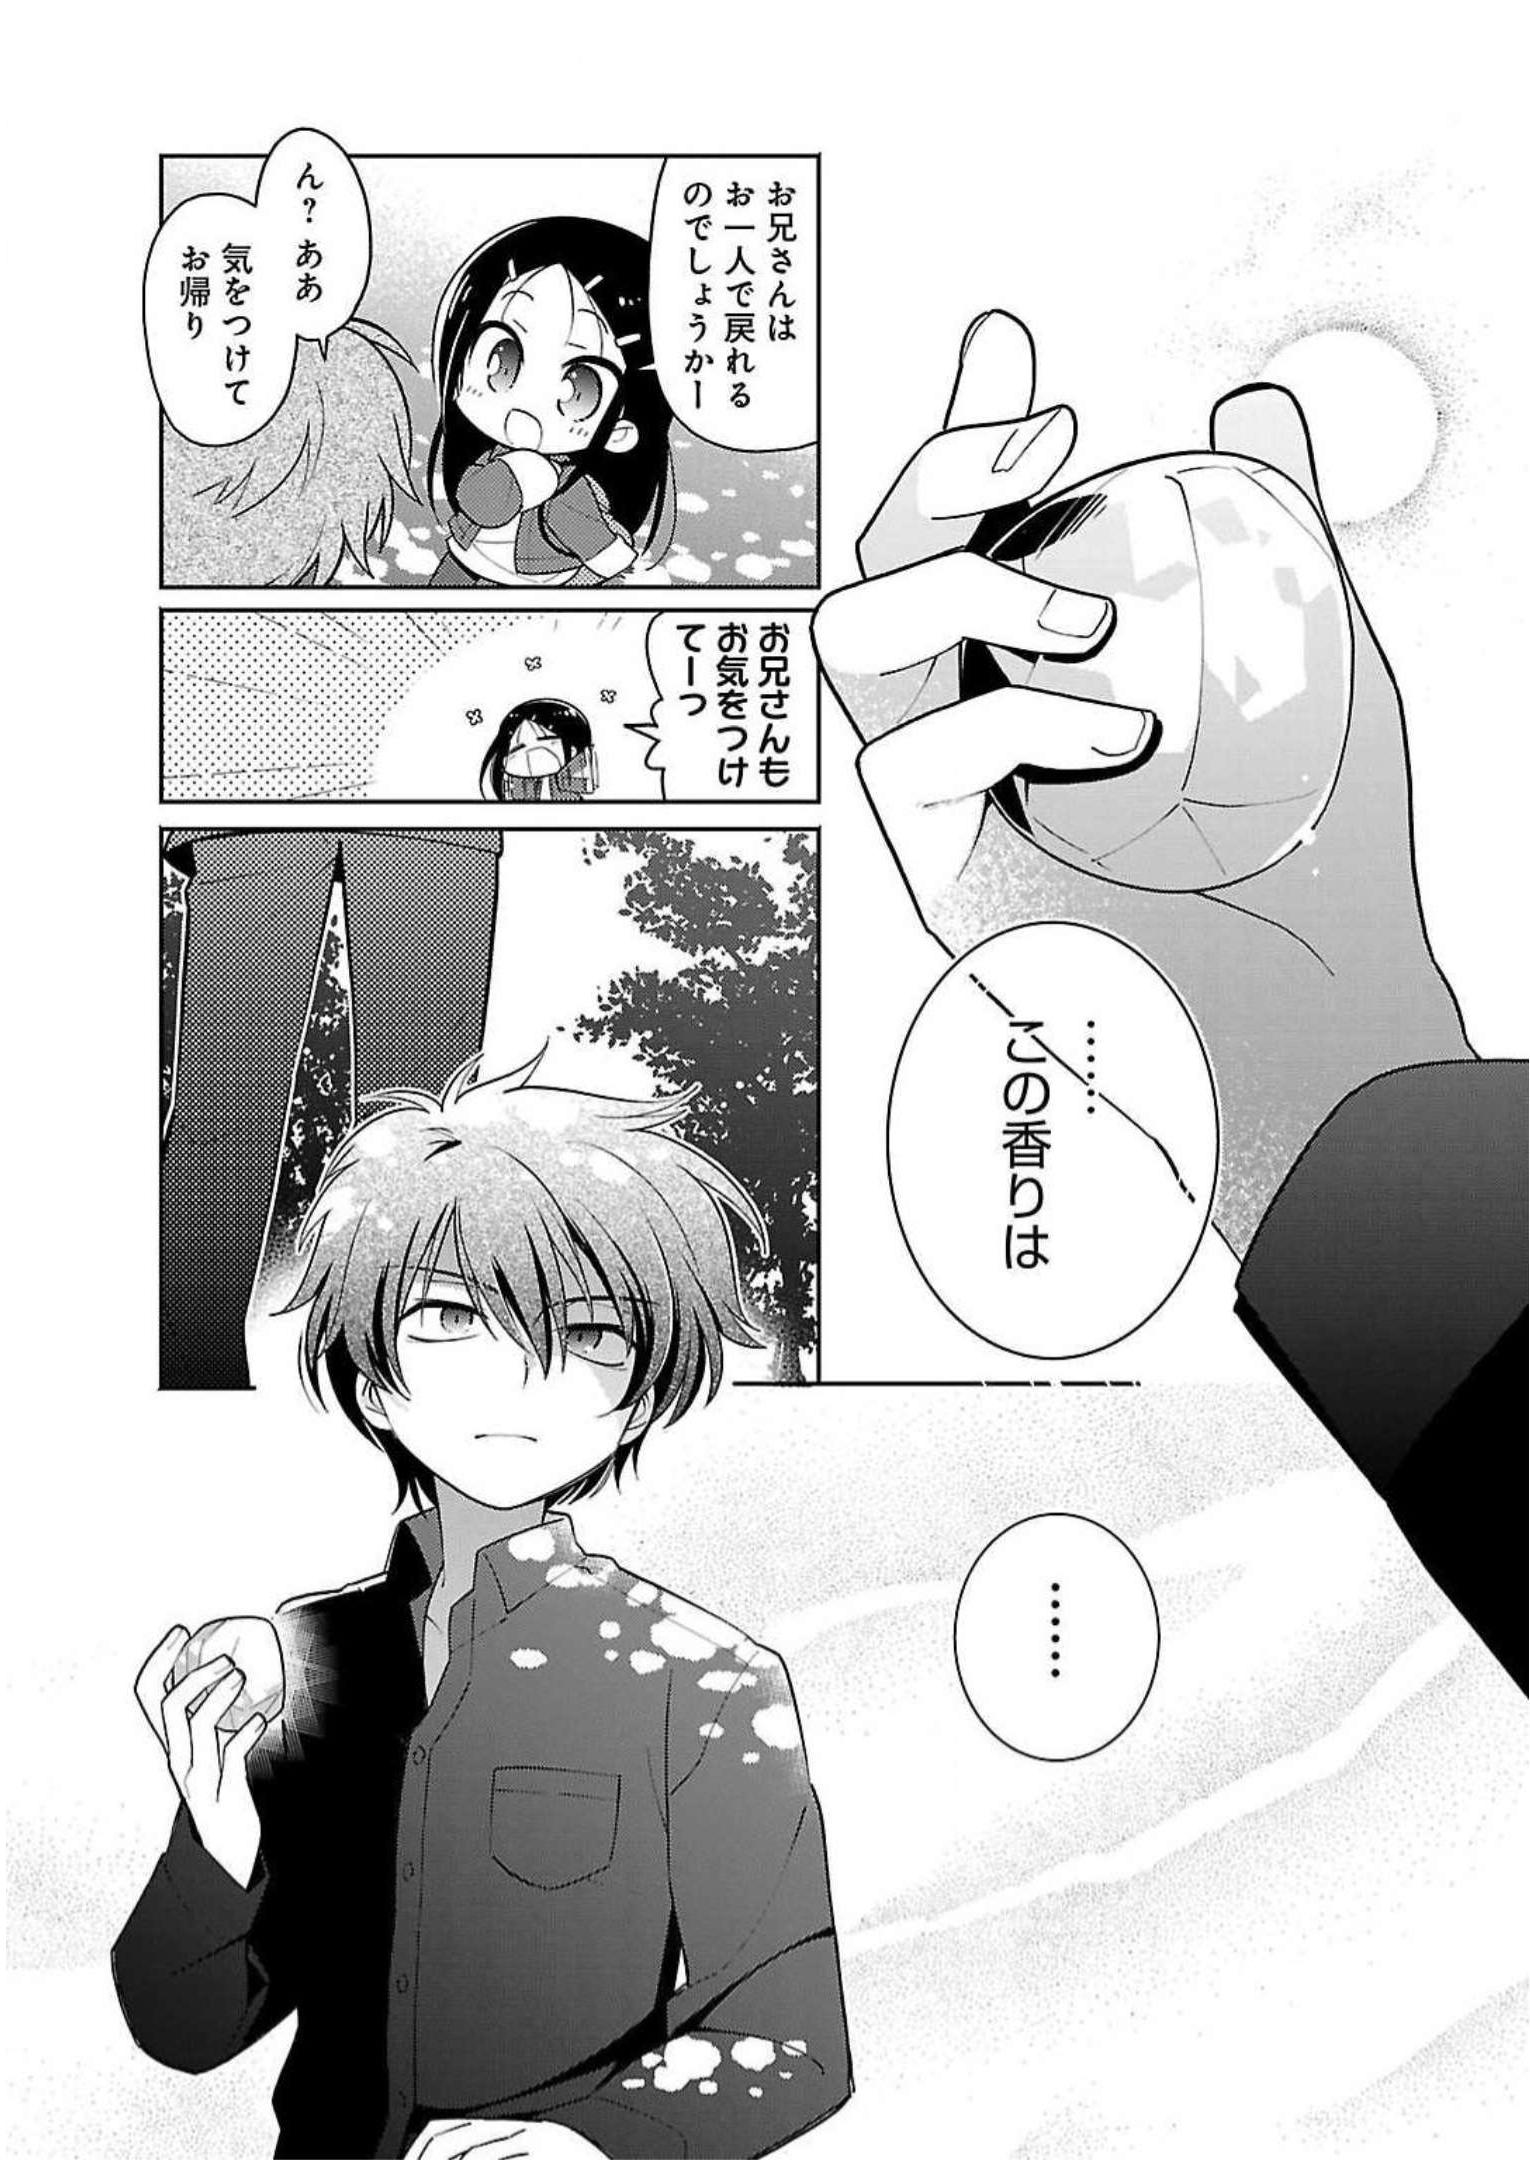 ……
この香りは
お兄さんは
お一人で戻れる
のでしょうかー
ん？ああ
気をつけて
お帰り
お兄さんも
お気をつけ
てーっ
……